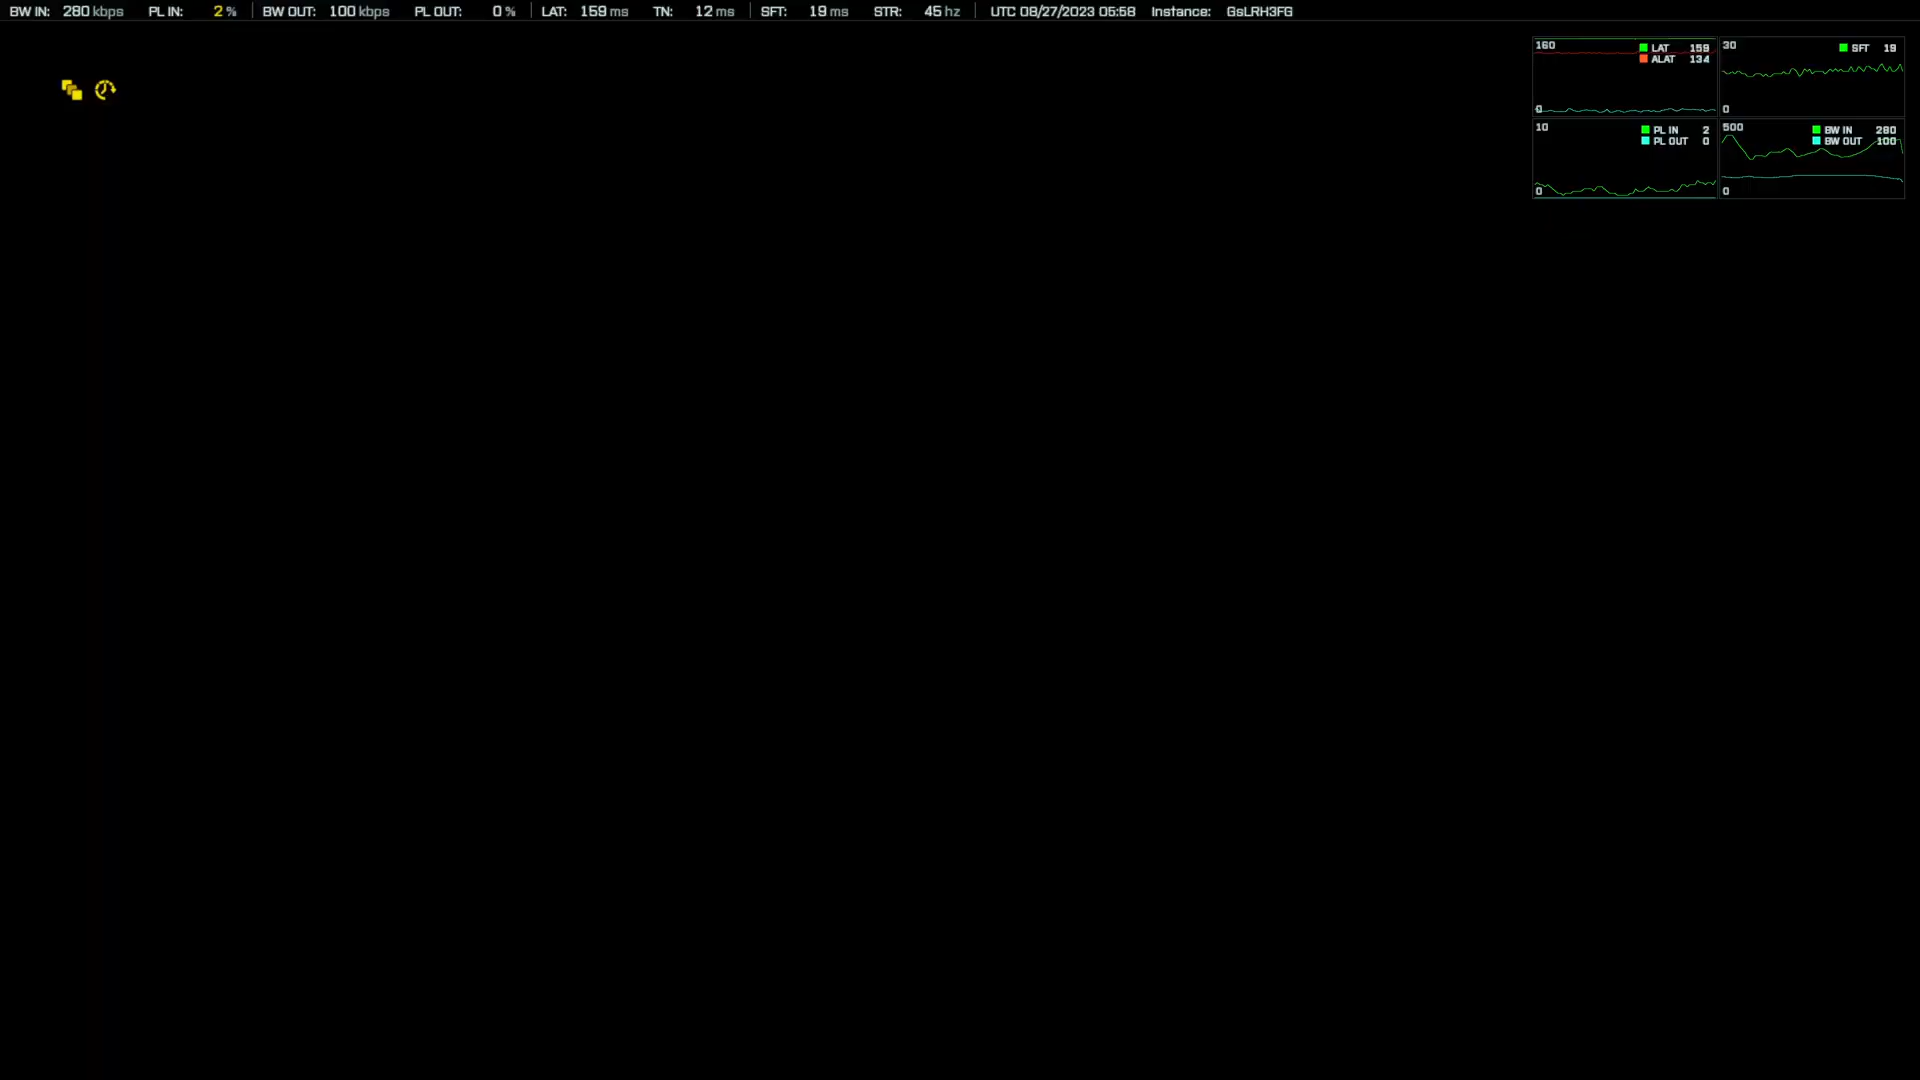 BW IN: 280 kbps PL IN: 2 % BW OUT: 100 kbps PL OUT: 0 % LAT: 159 ms TN: 12 ms SFT: 19 ms STR: 45 hz UTC 08/27/2023 05:58 Instance: GsLRH3FG
160 LAT 159
ALAT 134
0
30 SFT 19
0
10 PL IN 2
PL OUT 0
0
500 BW IN 280
BW OUT 100
0